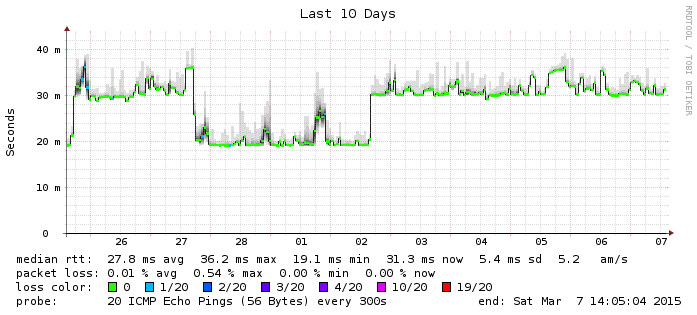 Last 10 Days
RRDTOOL / TOBI OETIKER
Seconds
40 m
30 m
20 m
10 m
0
26 27 28 01 02 03 04 05 06 07
median rtt: 27.8 ms avg 36.2 ms max 19.1 ms min 31.3 ms now 5.4 ms sd 5.2 am/s
packet loss: 0.01 % avg 0.54 % max 0.00 % min 0.00 % now
loss color: 0 1/20 2/20 3/20 4/20 10/20 19/20
probe: 20 ICMP Echo Pings (56 Bytes) every 300s end: Sat Mar 7 14:05:04 2015